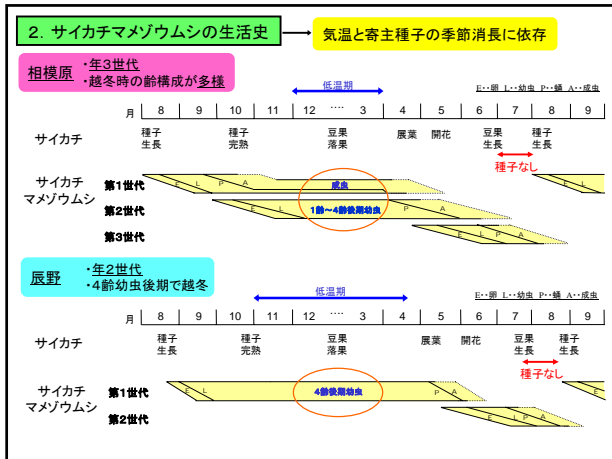 2．サイカチマメゾウムシの生活史
気温と寄主種子の季節消長に依存
相模原
・年3世代
・越冬時の齢構成が多様
低温期
E・・卵 L・・幼虫 P・・蛹 A・・成虫
月 8 9 10 11 12 ‥‥ 3 4 5 6 7 8 9
サイカチ
種子 種子 豆果 展葉 開花 豆果 種子
生長 完熟 落果 生長 生長
種子なし
サイカチ
マメゾウムシ
第1世代 E L P A 成虫 E L
第2世代 E L 1齢～4齢後期幼虫 P A
第3世代 E L P A
辰野
・年2世代
・4齢幼虫後期で越冬
低温期
E・・卵 L・・幼虫 P・・蛹 A・・成虫
月 8 9 10 11 12 ‥‥ 3 4 5 6 7 8 9
サイカチ
種子 種子 豆果 展葉 開花 豆果 種子
生長 完熟 落果 生長 生長
種子なし
サイカチ
マメゾウムシ
第1世代 E L 4齢後期幼虫 P A E L
第2世代 E L P A